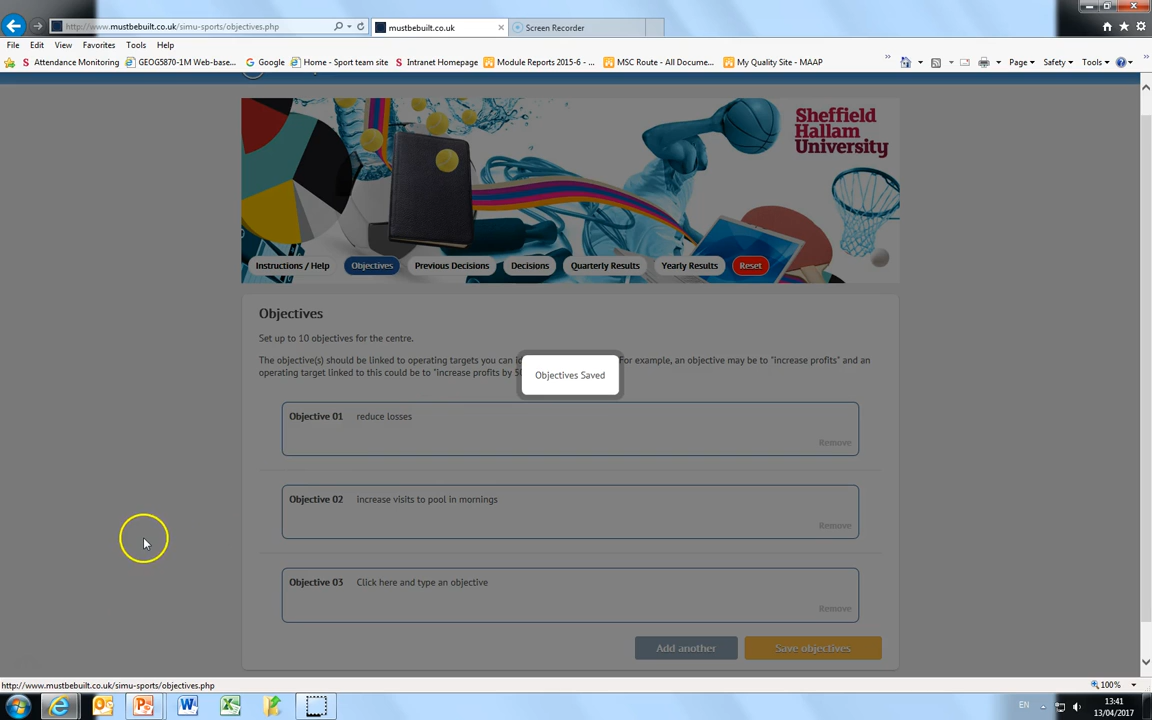 http://www.mustbebuilt.co.uk/simu-sports/objectives.php
mustbebuilt.co.uk
Screen Recorder
File Edit View Favorites Tools Help
Attendance Monitoring GEOG5870-1M Web-base... Google Home - Sport team site Intranet Homepage Module Reports 2015-6 - ... MSC Route - All Docume... My Quality Site - MAAP
Page Safety Tools
Sheffield
Hallam
University
Instructions / Help Objectives Previous Decisions Decisions Quarterly Results Yearly Results Reset
Objectives
Set up to 10 objectives for the centre.
The objective(s) should be linked to operating targets you can For example, an objective may be to "increase profits" and an
operating target linked to this could be to "increase profits by
Objectives Saved
Objective 01 reduce losses
Remove
Objective 02 increase visits to pool in mornings
Remove
Objective 03 Click here and type an objective
Remove
Add another Save objectives
http://www.mustbebuilt.co.uk/simu-sports/objectives.php
100%
EN
13:41
13/04/2017